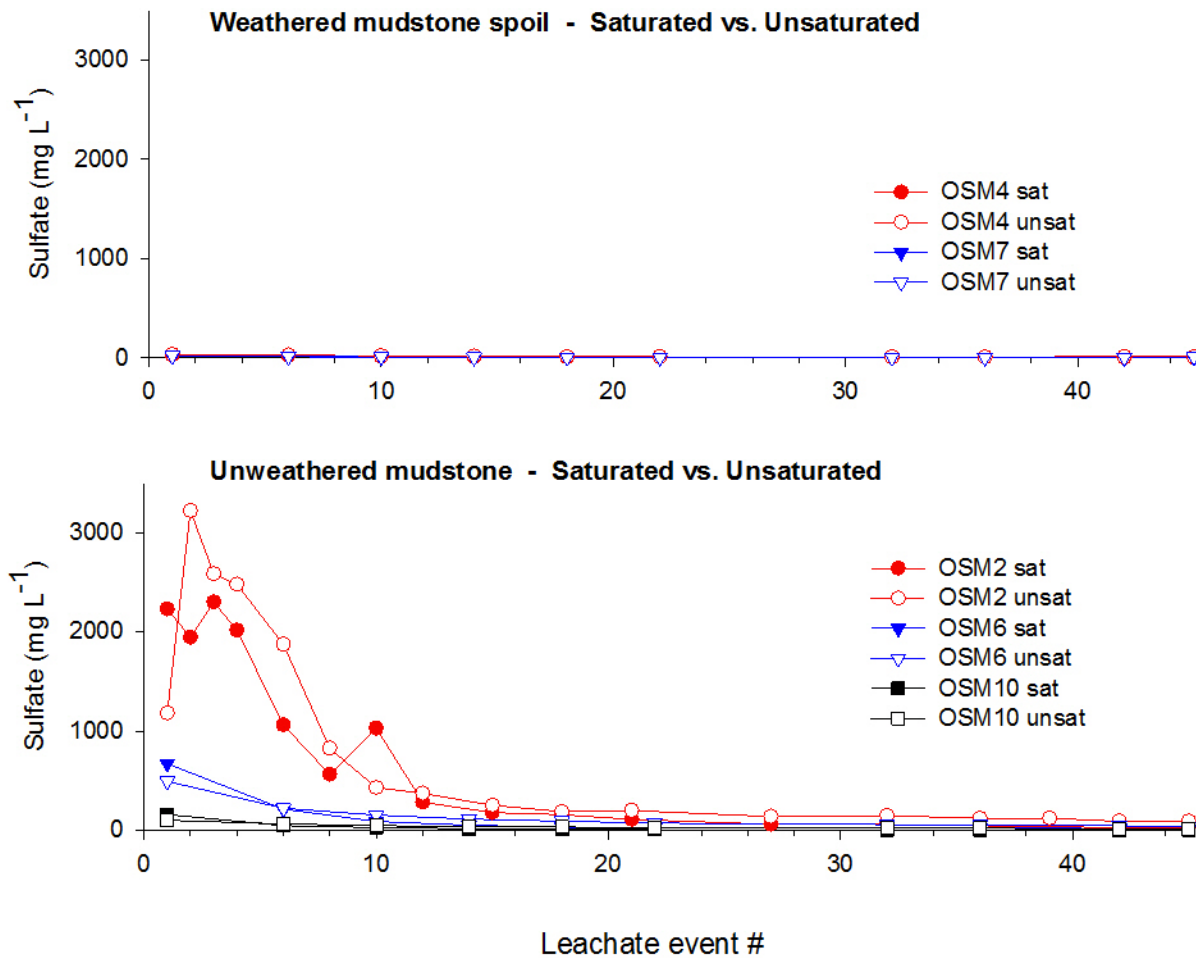 Weathered mudstone spoil - Saturated vs. Unsaturated
3000
2000
1000
0
Sulfate (mg L⁻¹)
OSM4 sat
OSM4 unsat
OSM7 sat
OSM7 unsat
0 10 20 30 40
Unweathered mudstone - Saturated vs. Unsaturated
3000
2000
1000
0
Sulfate (mg L⁻¹)
OSM2 sat
OSM2 unsat
OSM6 sat
OSM6 unsat
OSM10 sat
OSM10 unsat
0 10 20 30 40
Leachate event #